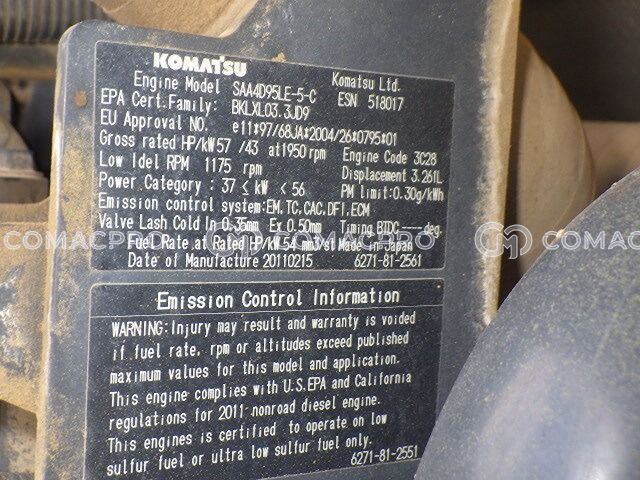 KOMATSU Komatsu Ltd.
Engine Model SAA4D95LE-5-C ESN 518017
EPA Cert.Family: BKLXL03.3JD9
EU Approval NO. e11*97/68JA*2004/26*0795*01
Gross rated HP/kW 57 /43 at1950rpm Engine Code 3C28
Low Idel RPM 1175 rpm Displacement 3.261L
Power Category : 37 ≤ kW < 56 PM limit:0.30g/kWh
Emission control system:EM,TC,CAC,DFI,ECM
Valve Lash Cold In 0.35mm Ex 0.50mm Timing BTDC ----deg.
Fuel Rate at Rated HP/kW 54 Made in Japan
Date of Manufacture 20110215 6271-81-2561
COMACPRO COMACPRO COMACPRO
Emission Control Information
WARNING:Injury may result and warranty is voided
if fuel rate, rpm or altitudes exceed published
maximum values for this model and application.
This engine complies with U.S.EPA and California
regulations for 2011 nonroad diesel engine.
This engines is certified to operate on low
sulfur fuel or ultra low sulfur fuel only.
6271-81-2551